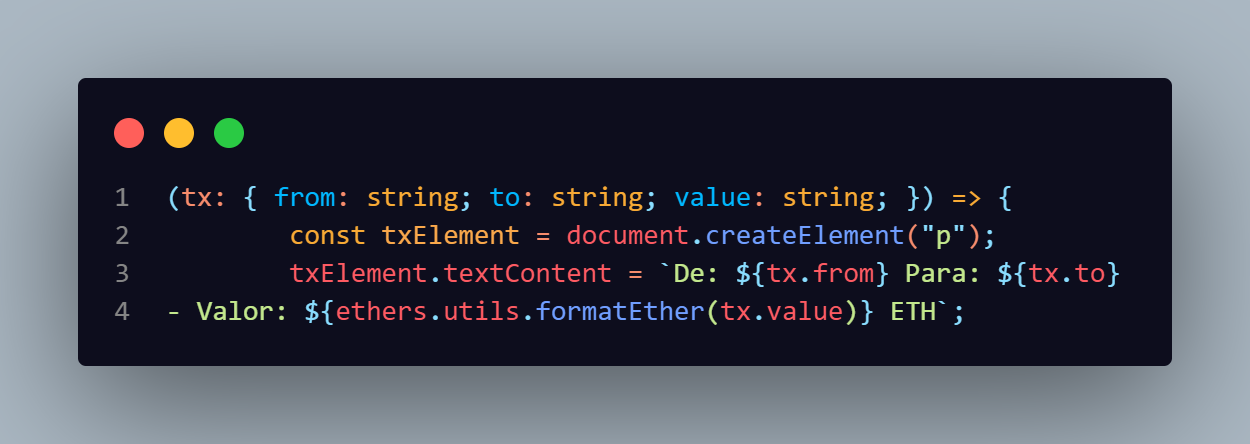 1 (tx: { from: string; to: string; value: string; }) => {
2         const txElement = document.createElement("p");
3         txElement.textContent = `De: ${tx.from} Para: ${tx.to}
4 - Valor: ${ethers.utils.formatEther(tx.value)} ETH`;